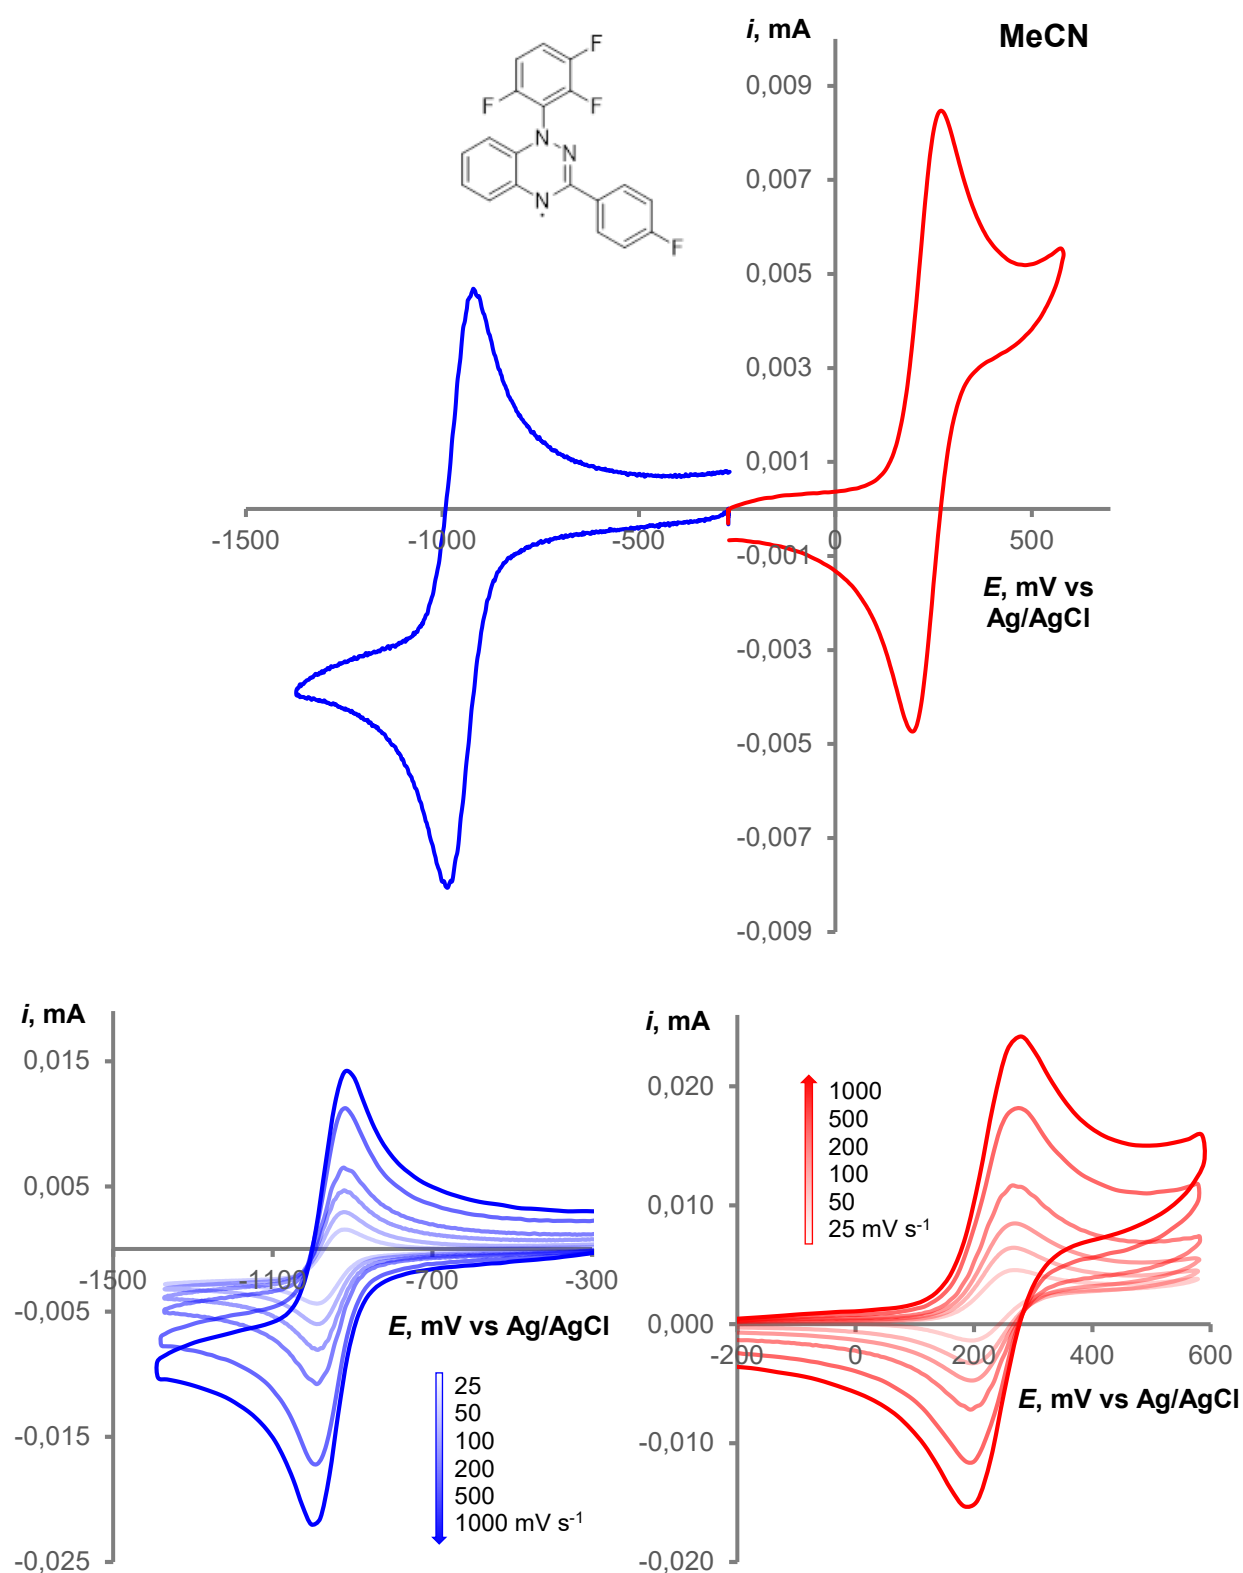 i, mA
MeCN
0,009
0,007
0,005
0,003
0,001
-0,001
-0,003
-0,005
-0,007
-0,009
-1500
-1000
-500
0
500
E, mV vs
Ag/AgCl
F
F
F
N
N
N
F
i, mA
0,015
0,005
-0,005
-0,015
-0,025
-1500
-1100
-700
-300
E, mV vs Ag/AgCl
25
50
100
200
500
1000 mV s-1
i, mA
0,020
0,010
0,000
-0,010
-0,020
-200
0
200
400
600
1000
500
200
100
50
25 mV s-1
E, mV vs Ag/AgCl